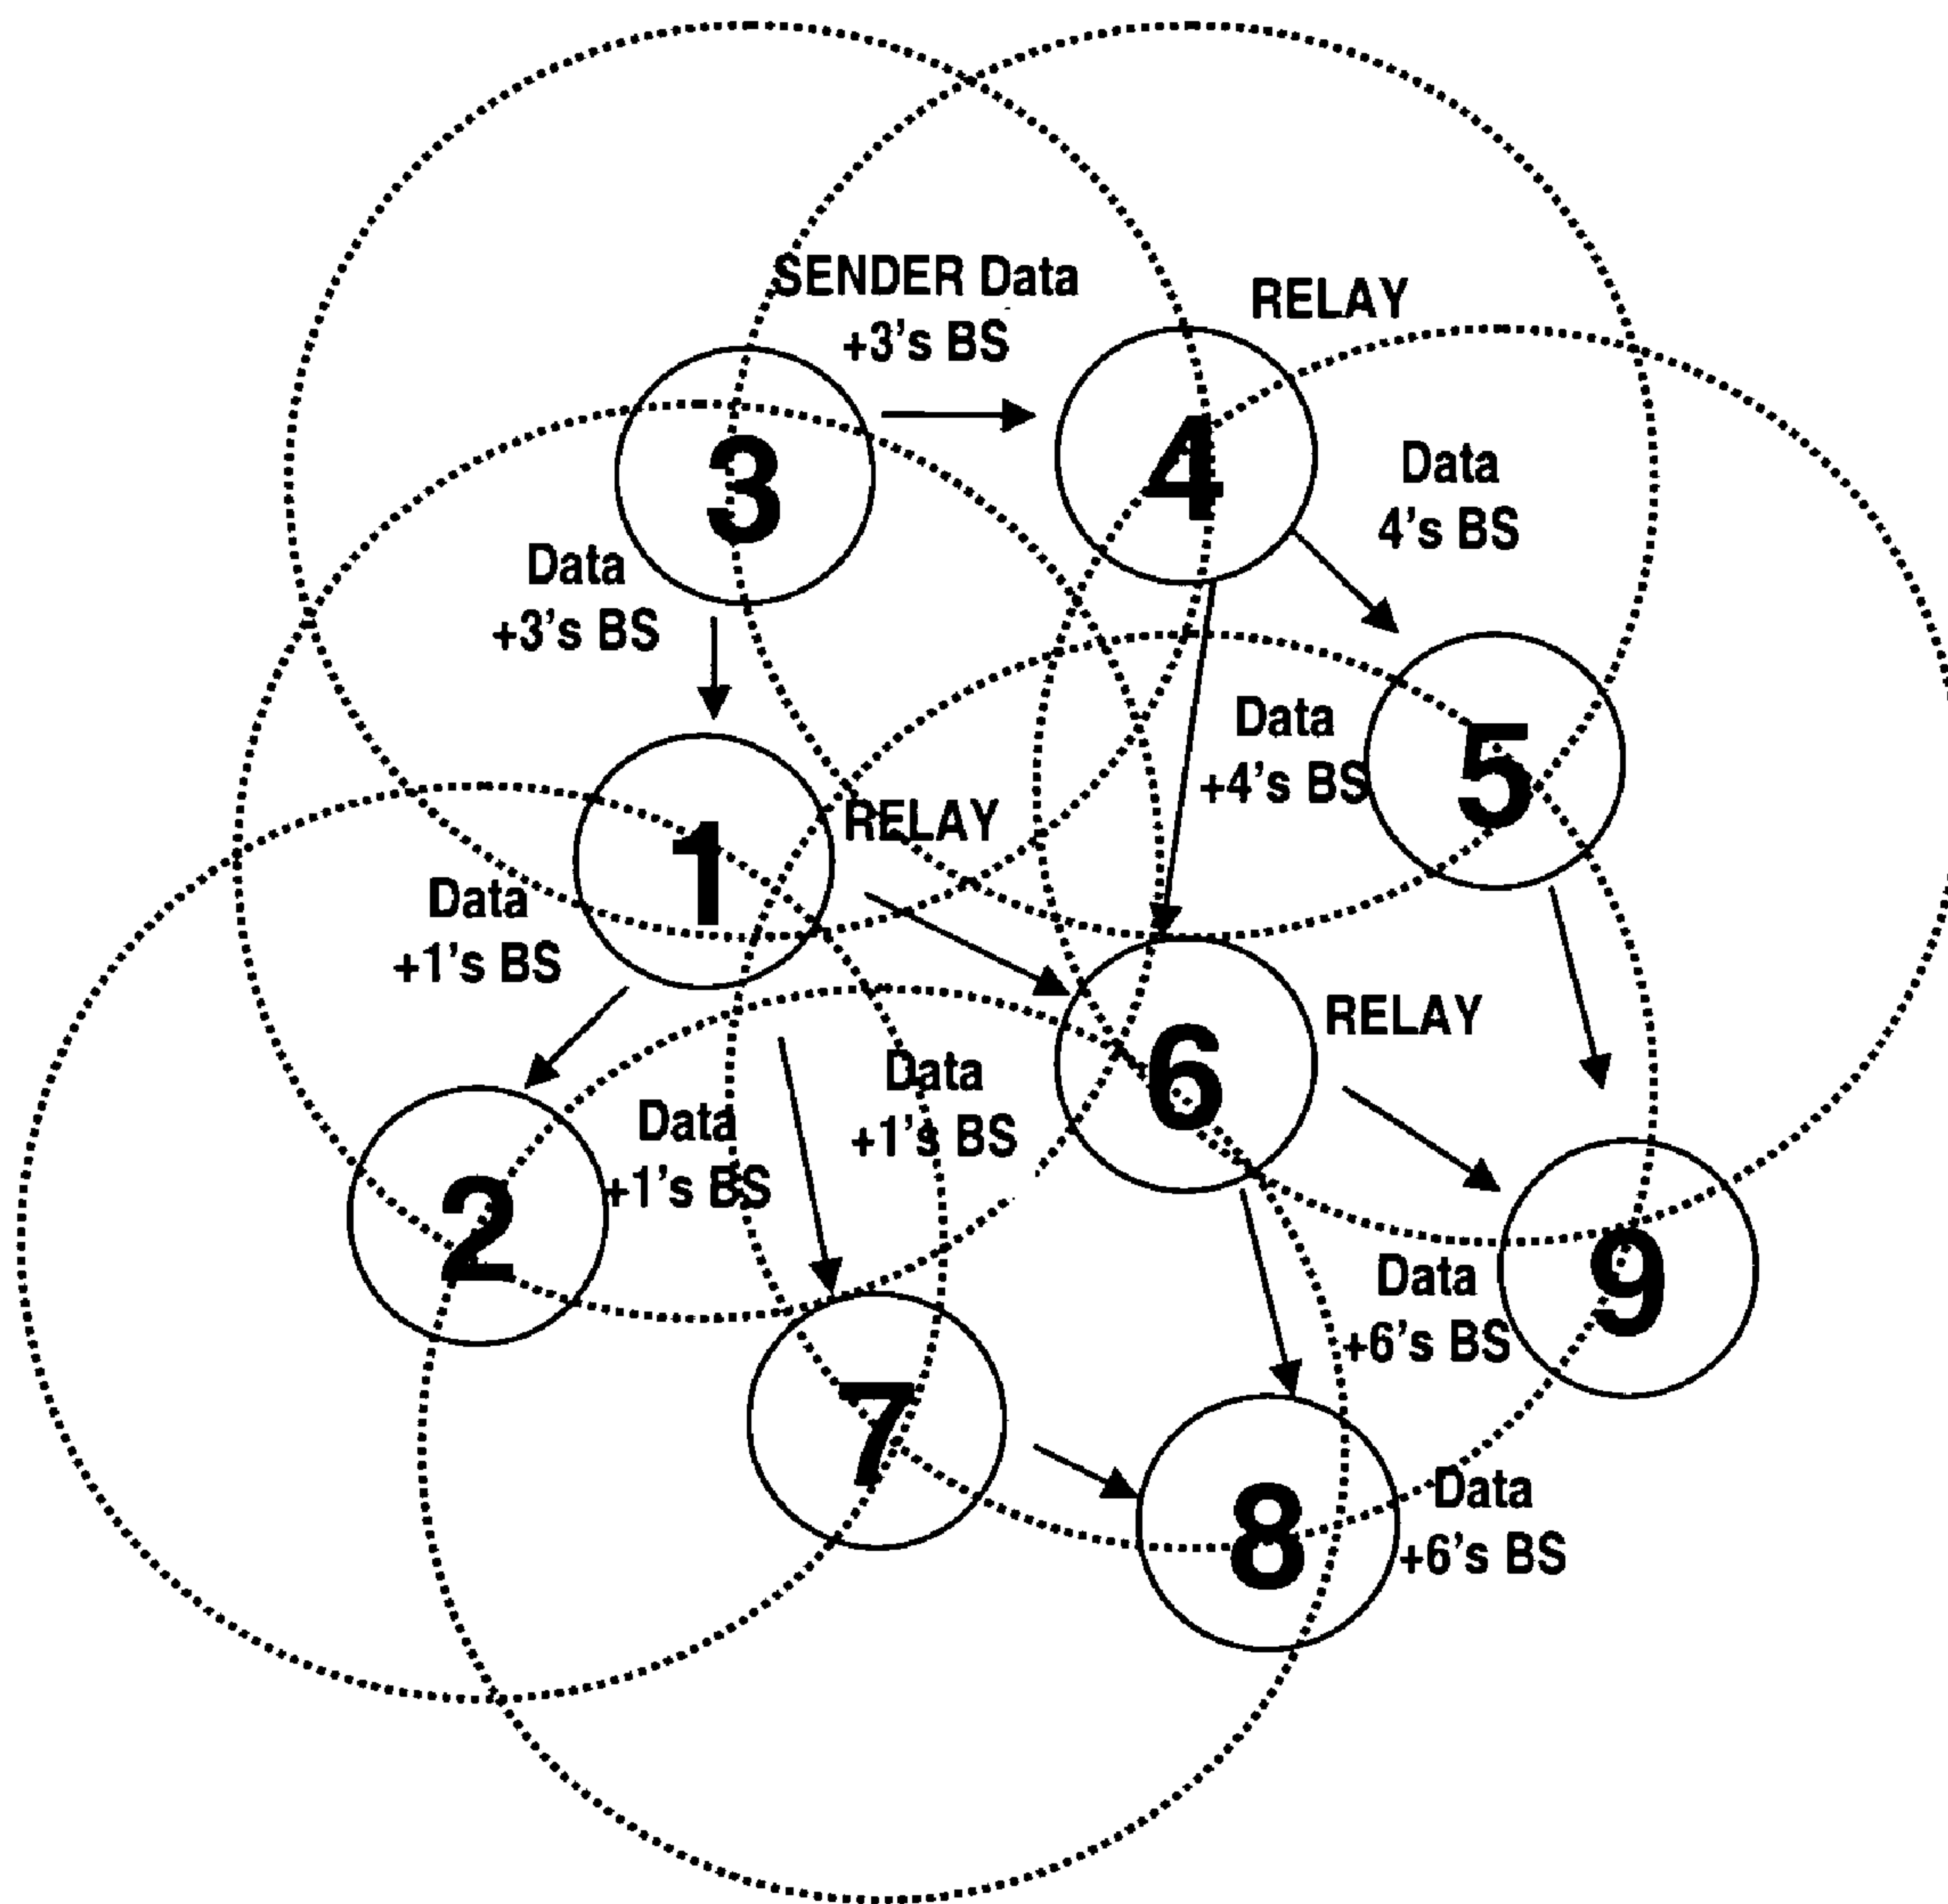 SENDER Data
+3's BS
RELAY
3
4
Data
4's BS
Data
+3's BS
Data
+4's BS
5
1
RELAY
Data
+1's BS
6
RELAY
Data
+1's BS
Data
+1's BS
2
Data
+6's BS
9
7
8
Data
+6's BS